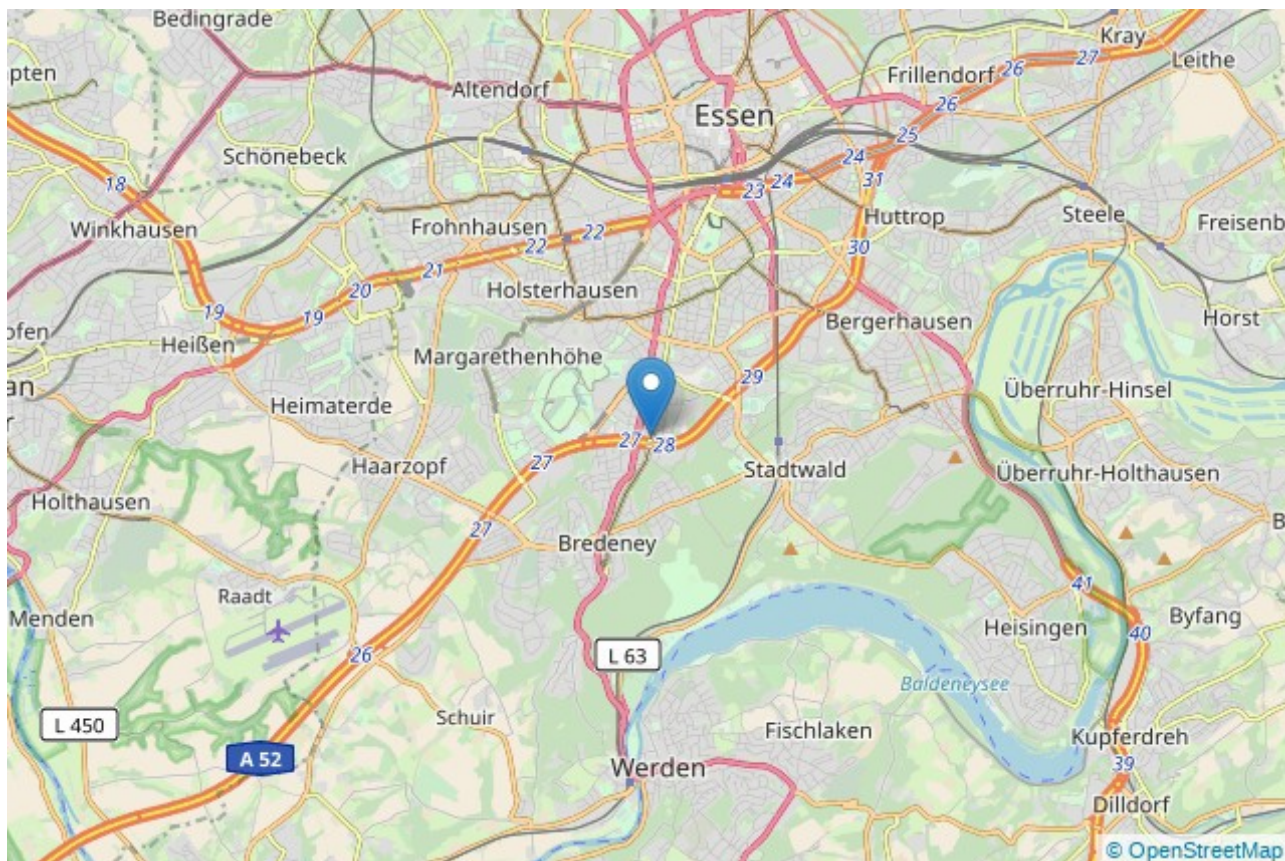 Bedingrade
Kray
Leithe
pten
Frillendorf
26
27
Altendorf
26
Essen
25
Schönebeck
24
18
24
31
23
Huttrop
Steele
Freisenb
Winkhausen
Frohnhausen
22
22
30
21
20
Holsterhausen
19
19
Bergerhausen
Horst
ofen
Heißen
Margarethenhöhe
29
an
Überruhr-Hinsel
Heimaterde
r
27
28
27
Haarzopf
Stadtwald
Überruhr-Holthausen
Holthausen
B
27
Bredeney
Raadt
41
Menden
Heisingen
Byfang
40
26
L 63
Baldeneysee
Schuir
L 450
Fischlaken
Kupferdreh
A 52
Werden
39
Dilldorf
© OpenStreetMap